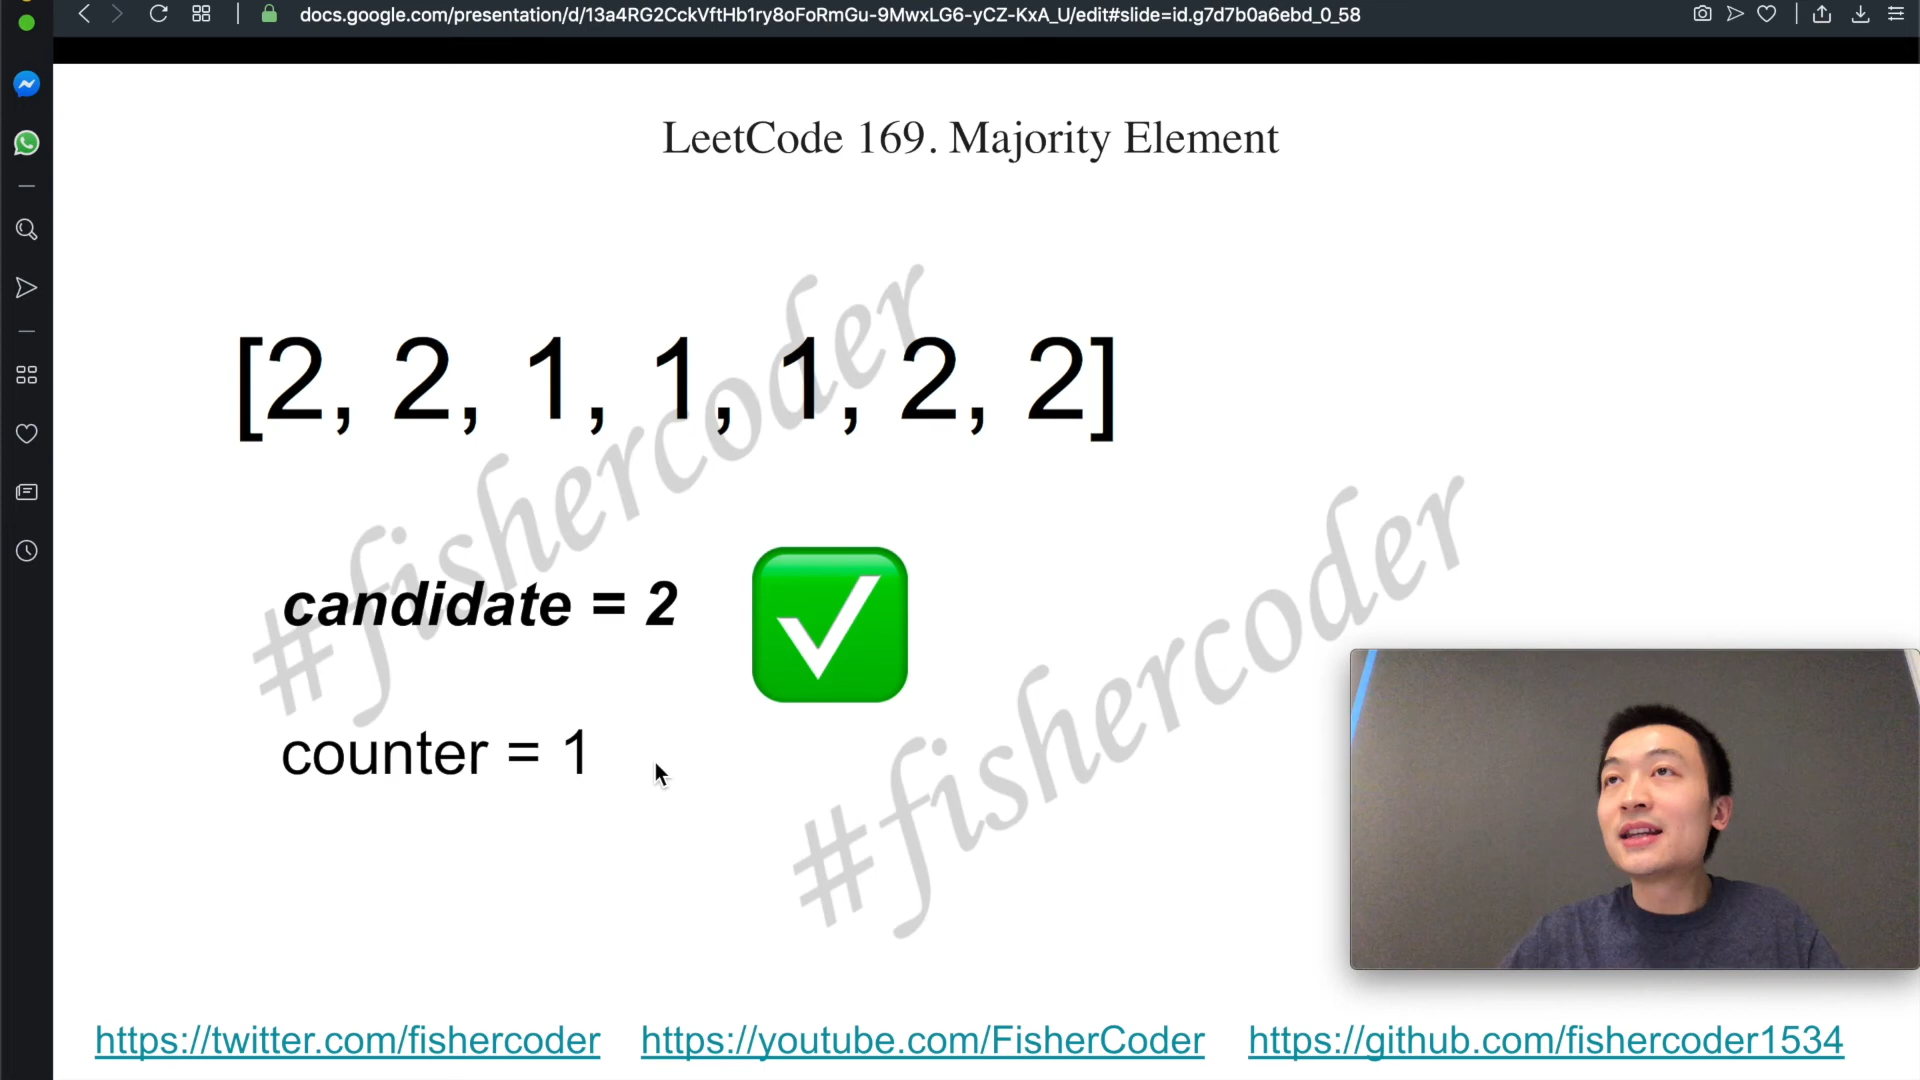 docs.google.com/presentation/d/13a4RG2CckVftHb1ry8oFoRmGu-9MwxLG6-yCZ-KxA_U/edit#slide=id.g7d7b0a6ebd_0_58
LeetCode 169. Majority Element
[2, 2, 1, 1, 1, 2, 2]
#fishercoder
candidate = 2
counter = 1
#fishercoder
https://twitter.com/fishercoder
https://youtube.com/FisherCoder
https://github.com/fishercoder1534